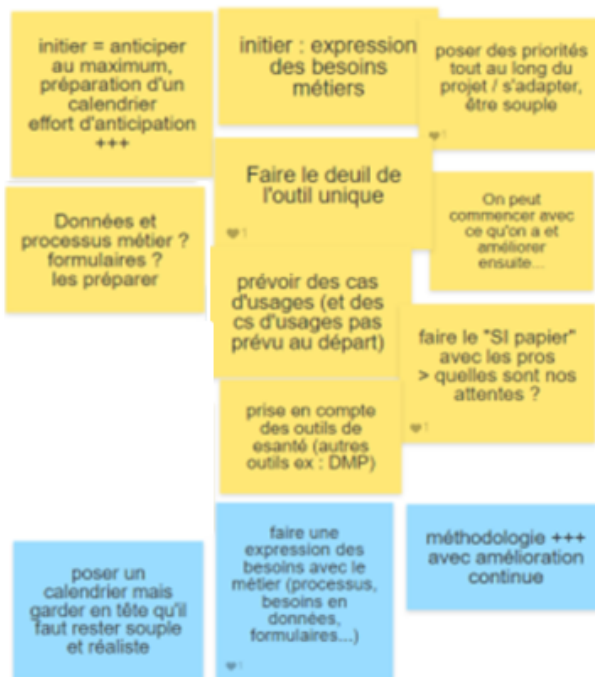 initier = anticiper
au maximum,
préparation d'un
calendrier
effort d'anticipation
+++
initier : expression
des besoins
métiers
poser des priorités
tout au long du
projet / s'adapter,
être souple
1
Faire le deuil de
l'outil unique
1
Données et
processus métier ?
formulaires ?
les préparer
On peut
commencer avec
ce qu'on a et
améliorer
ensuite...
prévoir des cas
d'usages (et des
cs d'usages pas
prévu au départ)
faire le "SI papier"
avec les pros
> quelles sont nos
attentes ?
1
prise en compte
des outils de
esanté (autres
outils ex : DMP)
poser un
calendrier mais
garder en tête qu'il
faut rester souple
et réaliste
faire une
expression des
besoins avec le
métier (processus,
besoins en
données,
formulaires...)
1
méthodologie +++
avec amélioration
continue